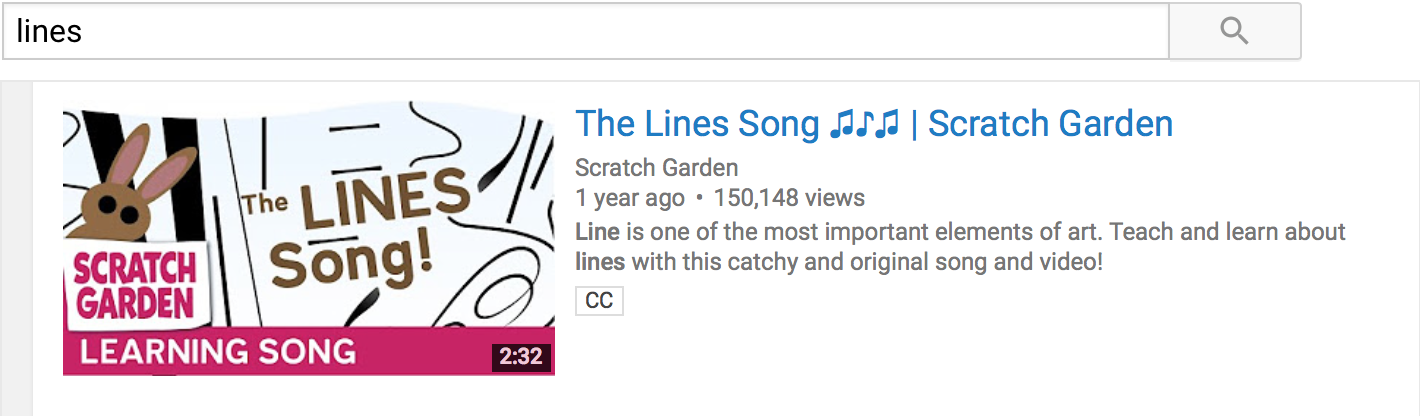 lines
The LINES
Song!
SCRATCH
GARDEN
LEARNING SONG
2:32
The Lines Song ♫♪♫ | Scratch Garden
Scratch Garden
1 year ago • 150,148 views
Line is one of the most important elements of art. Teach and learn about
lines with this catchy and original song and video!
CC